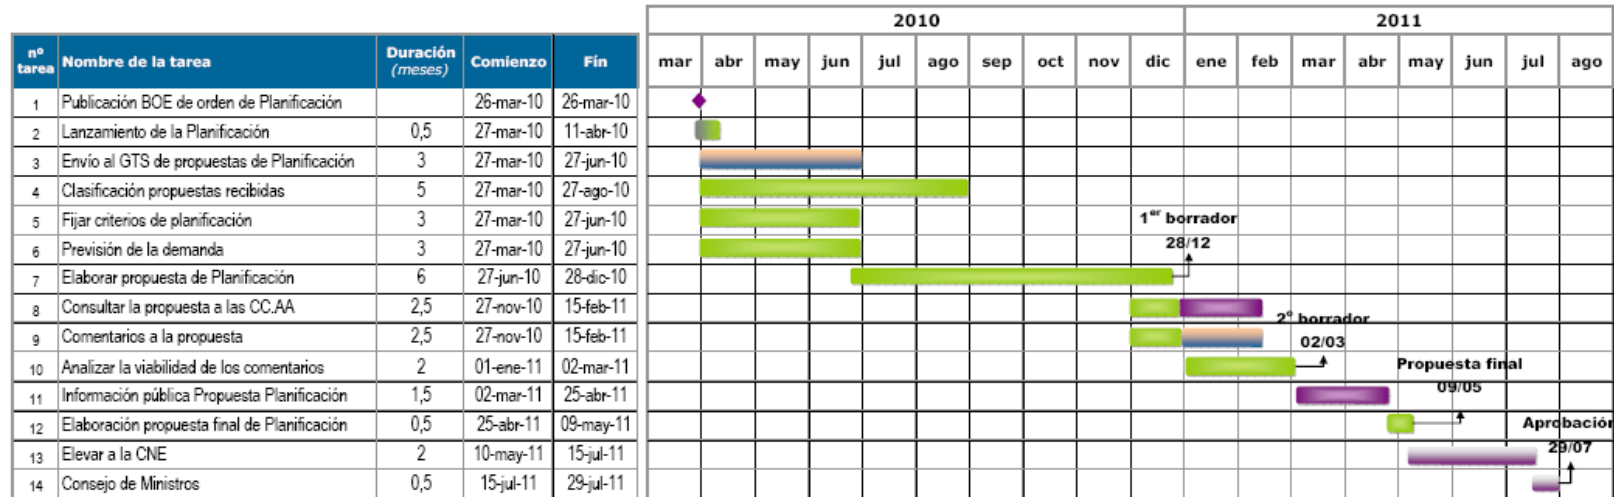 2010 2011
nº tarea Nombre de la tarea Duración (meses) Comienzo Fin mar abr may jun jul ago sep oct nov dic ene feb mar abr may jun jul ago
1 Publicación BOE de orden de Planificación 26-mar-10 26-mar-10
2 Lanzamiento de la Planificación 0,5 27-mar-10 11-abr-10
3 Envío al GTS de propuestas de Planificación 3 27-mar-10 27-jun-10
4 Clasificación propuestas recibidas 5 27-mar-10 27-ago-10
5 Fijar criterios de planificación 3 27-mar-10 27-jun-10
1er borrador
6 Previsión de la demanda 3 27-mar-10 27-jun-10
28/12
7 Elaborar propuesta de Planificación 6 27-jun-10 28-dic-10
8 Consultar la propuesta a las CC.AA 2,5 27-nov-10 15-feb-11
2º borrador
9 Comentarios a la propuesta 2,5 27-nov-10 15-feb-11
02/03
10 Analizar la viabilidad de los comentarios 2 01-ene-11 02-mar-11
Propuesta final
11 Información pública Propuesta Planificación 1,5 02-mar-11 25-abr-11
09/05
12 Elaboración propuesta final de Planificación 0,5 25-abr-11 09-may-11
Aprobación
13 Elevar a la CNE 2 10-may-11 15-jul-11
29/07
14 Consejo de Ministros 0,5 15-jul-11 29-jul-11